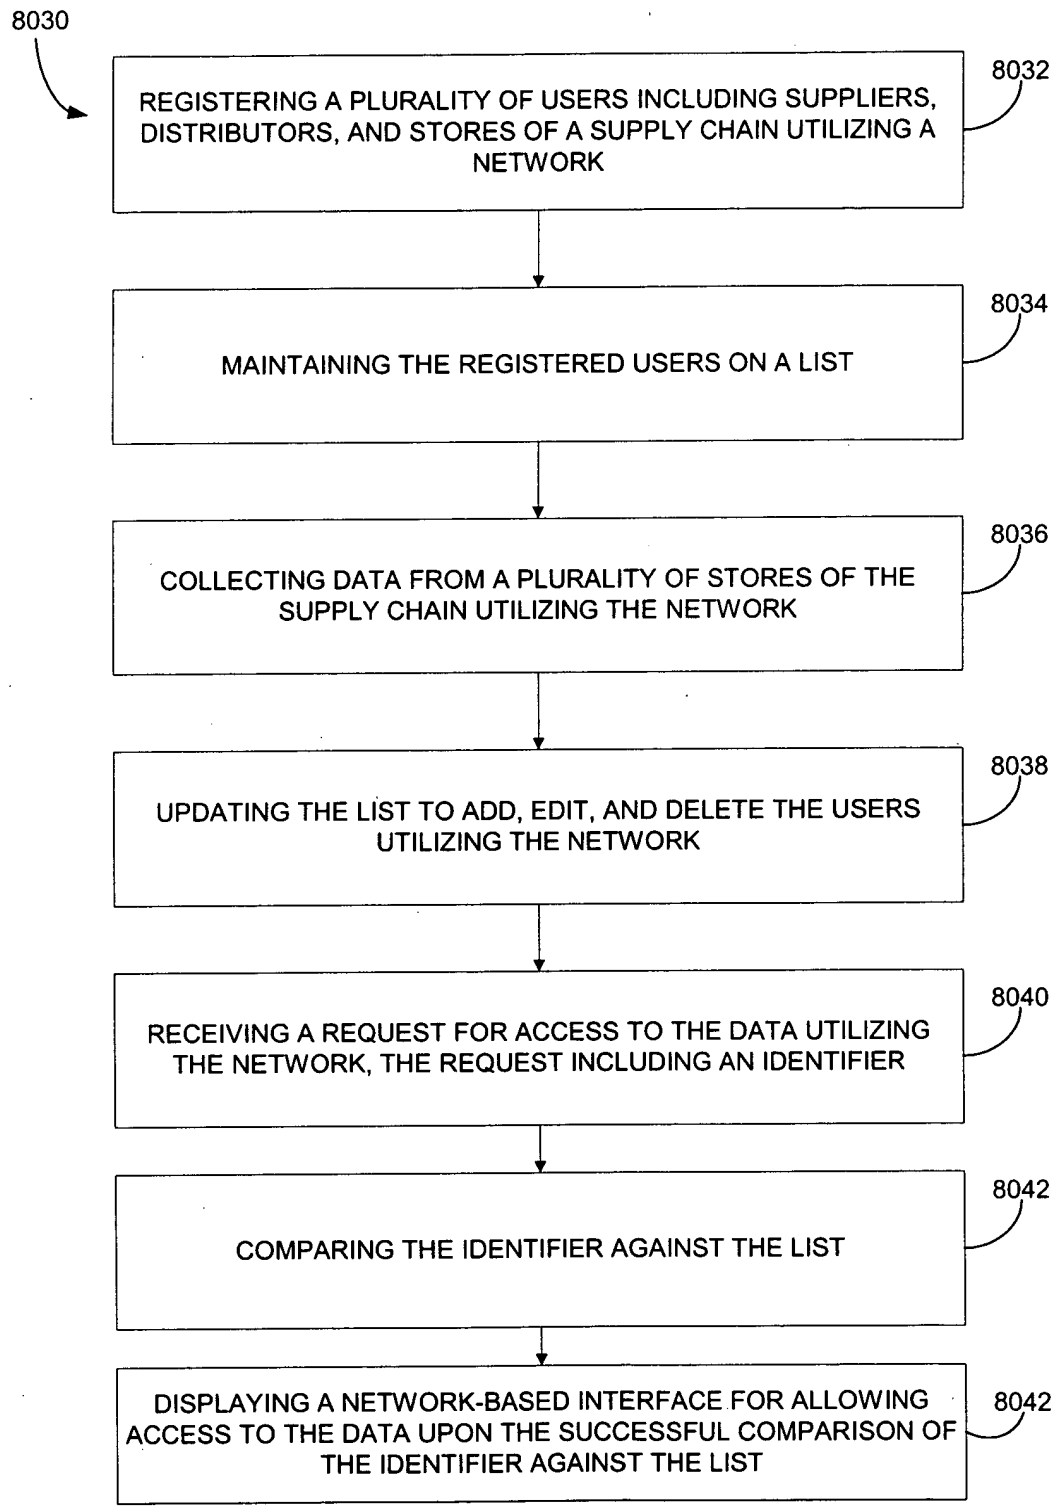 8030
8032
REGISTERING A PLURALITY OF USERS INCLUDING SUPPLIERS,
DISTRIBUTORS, AND STORES OF A SUPPLY CHAIN UTILIZING A
NETWORK
8034
MAINTAINING THE REGISTERED USERS ON A LIST
8036
COLLECTING DATA FROM A PLURALITY OF STORES OF THE
SUPPLY CHAIN UTILIZING THE NETWORK
8038
UPDATING THE LIST TO ADD, EDIT, AND DELETE THE USERS
UTILIZING THE NETWORK
8040
RECEIVING A REQUEST FOR ACCESS TO THE DATA UTILIZING
THE NETWORK, THE REQUEST INCLUDING AN IDENTIFIER
8042
COMPARING THE IDENTIFIER AGAINST THE LIST
8042
DISPLAYING A NETWORK-BASED INTERFACE FOR ALLOWING
ACCESS TO THE DATA UPON THE SUCCESSFUL COMPARISON OF
THE IDENTIFIER AGAINST THE LIST